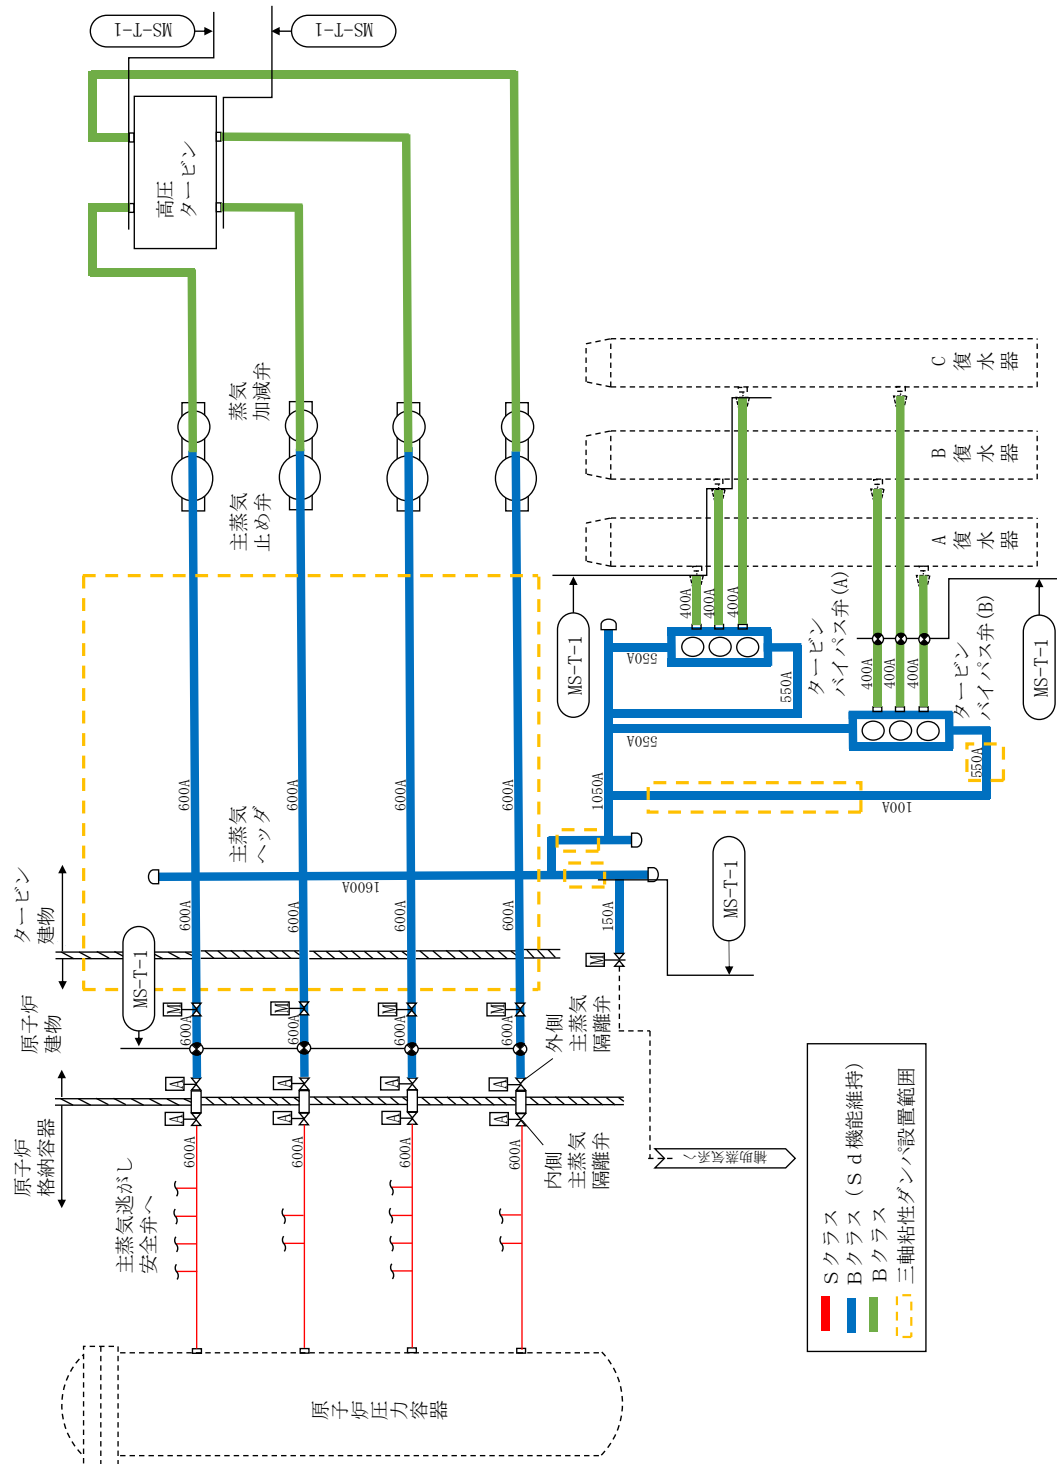 MS-T-1
MS-T-1
高圧
タービン
蒸気
加減弁
主蒸気
止め弁
C
復
水
器
B
復
水
器
A
復
水
器
400A
400A
400A
MS-T-1
550A
550A
タービン
バイパス弁(A)
400A
400A
400A
タービン
バイパス弁(B)
MS-T-1
550A
550A
1050A
100A
600A
600A
600A
600A
主蒸気
ヘッダ
1600A
タービン
建物
600A
600A
600A
600A
150A
MS-T-1
MS-T-1
M
M
M
M
M
原子炉
建物
600A
600A
600A
600A
外側
主蒸気
隔離弁
A
A
A
A
A
A
A
A
原子炉
格納容器
600A
600A
600A
600A
内側
主蒸気
隔離弁
補助蒸気系へ
主蒸気逃がし
安全弁へ
原子炉圧力容器
Sクラス
Bクラス(Sd機能維持)
Bクラス
三軸粘性ダンパ設置範囲